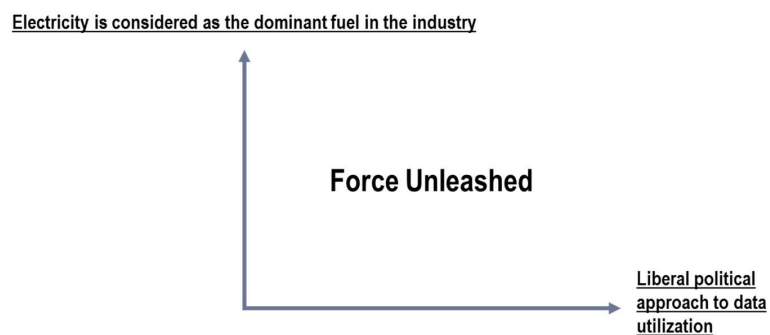 Electricity is considered as the dominant fuel in the industry
Force Unleashed
Liberal political
approach to data
utilization